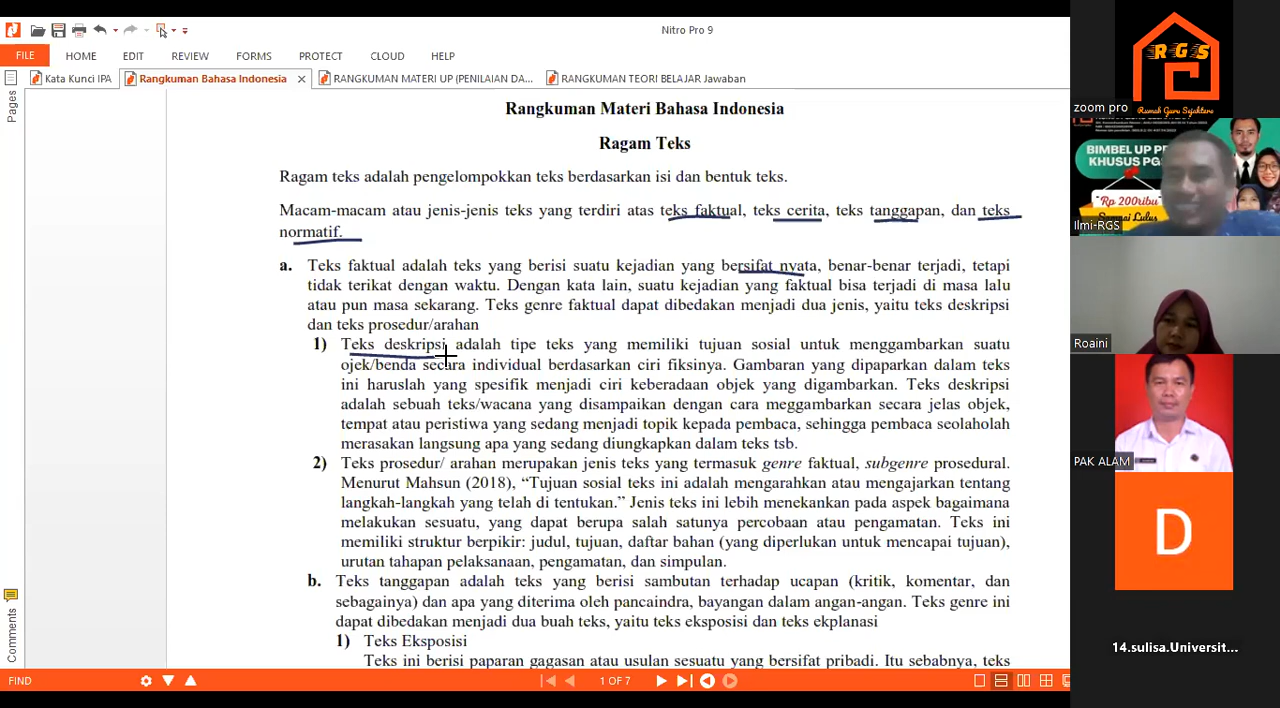 Nitro Pro 9
FILE HOME EDIT REVIEW FORMS PROTECT CLOUD HELP
Kata Kunci IPA
Rangkuman Bahasa Indonesia
RANGKUMAN MATERI UP (PENILAIAN DA...
RANGKUMAN TEORI BELAJAR Jawaban
Pages
Rangkuman Materi Bahasa Indonesia
Ragam Teks
Ragam teks adalah pengelompokkan teks berdasarkan isi dan bentuk teks.
Macam-macam atau jenis-jenis teks yang terdiri atas teks faktual, teks cerita, teks tanggapan, dan teks
normatif.
a. Teks faktual adalah teks yang berisi suatu kejadian yang bersifat nyata, benar-benar terjadi, tetapi
tidak terikat dengan waktu. Dengan kata lain, suatu kejadian yang faktual bisa terjadi di masa lalu
atau pun masa sekarang. Teks genre faktual dapat dibedakan menjadi dua jenis, yaitu teks deskripsi
dan teks prosedur/arahan
1) Teks deskripsi adalah tipe teks yang memiliki tujuan sosial untuk menggambarkan suatu
ojek/benda secara individual berdasarkan ciri fiksinya. Gambaran yang dipaparkan dalam teks
ini haruslah yang spesifik menjadi ciri keberadaan objek yang digambarkan. Teks deskripsi
adalah sebuah teks/wacana yang disampaikan dengan cara meggambarkan secara jelas objek,
tempat atau peristiwa yang sedang menjadi topik kepada pembaca, sehingga pembaca seolaholah
merasakan langsung apa yang sedang diungkapkan dalam teks tsb.
2) Teks prosedur/ arahan merupakan jenis teks yang termasuk genre faktual, subgenre prosedural.
Menurut Mahsun (2018), “Tujuan sosial teks ini adalah mengarahkan atau mengajarkan tentang
langkah-langkah yang telah di tentukan.” Jenis teks ini lebih menekankan pada aspek bagaimana
melakukan sesuatu, yang dapat berupa salah satunya percobaan atau pengamatan. Teks ini
memiliki struktur berpikir: judul, tujuan, daftar bahan (yang diperlukan untuk mencapai tujuan),
urutan tahapan pelaksanaan, pengamatan, dan simpulan.
b. Teks tanggapan adalah teks yang berisi sambutan terhadap ucapan (kritik, komentar, dan
sebagainya) dan apa yang diterima oleh pancaindra, bayangan dalam angan-angan. Teks genre ini
dapat dibedakan menjadi dua buah teks, yaitu teks eksposisi dan teks ekplanasi
1) Teks Eksposisi
Teks ini berisi paparan gagasan atau usulan sesuatu yang bersifat pribadi. Itu sebabnya, teks
Comments
FIND
1 OF 7
RGS
Rumah Guru Sejahtera
zoom pro
BIMBEL UP PP
KHUSUS PG
Rp 200ribu
Sampai Lulus
Ilmi-RGS
Roaini
PAK ALAM
D
14.sulisa.Universit...